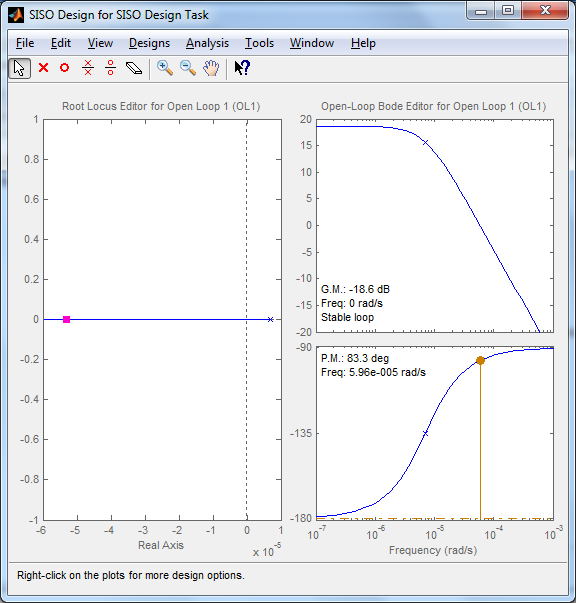 SISO Design for SISO Design Task
File Edit View Designs Analysis Tools Window Help
Root Locus Editor for Open Loop 1 (OL1)
1
0.8
0.6
0.4
0.2
0
-0.2
-0.4
-0.6
-0.8
-1
-6 -5 -4 -3 -2 -1 0 1
x 10^-5
Real Axis
Open-Loop Bode Editor for Open Loop 1 (OL1)
20
15
10
5
0
-5
-10
-15
-20
G.M.: -18.6 dB
Freq: 0 rad/s
Stable loop
-90
-135
-180
P.M.: 83.3 deg
Freq: 5.96e-005 rad/s
10^-7 10^-6 10^-5 10^-4 10^-3
Frequency (rad/s)
Right-click on the plots for more design options.